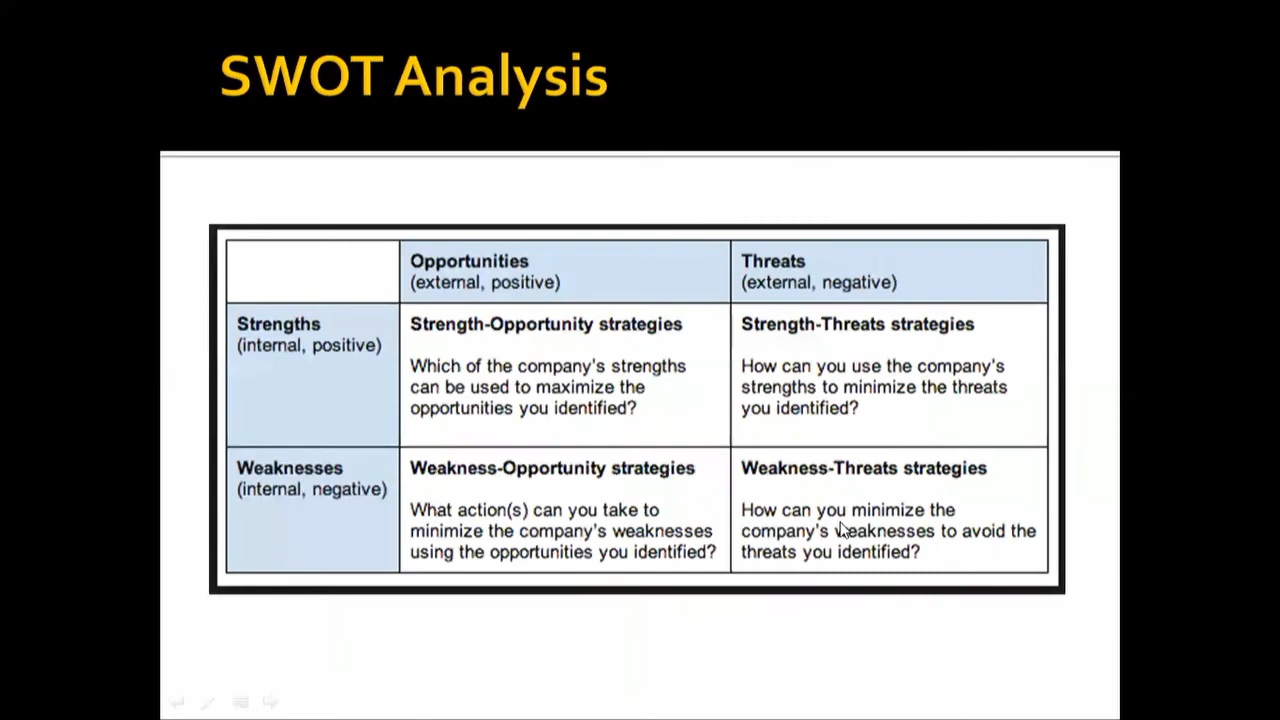 SWOT Analysis
Opportunities
(external, positive)
Threats
(external, negative)
Strengths
(internal, positive)
Strength-Opportunity strategies
Which of the company's strengths
can be used to maximize the
opportunities you identified?
Strength-Threats strategies
How can you use the company's
strengths to minimize the threats
you identified?
Weaknesses
(internal, negative)
Weakness-Opportunity strategies
What action(s) can you take to
minimize the company's weaknesses
using the opportunities you identified?
Weakness-Threats strategies
How can you minimize the
company's weaknesses to avoid the
threats you identified?